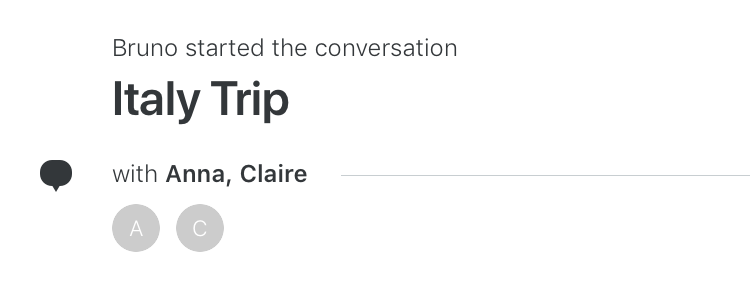 Bruno started the conversation
Italy Trip
with Anna, Claire
A C